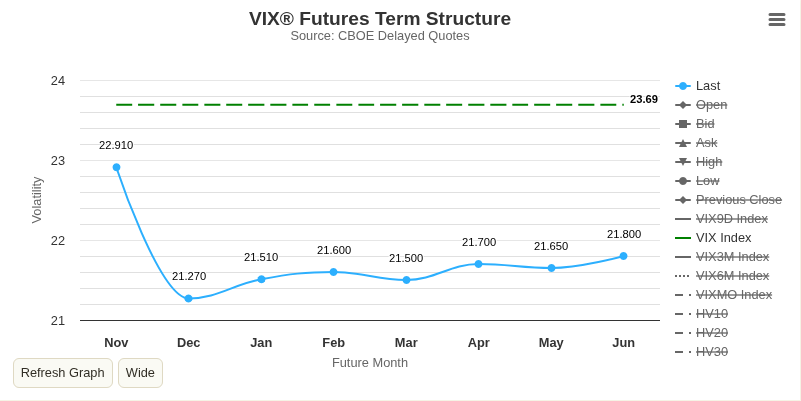 VIX® Futures Term Structure
Source: CBOE Delayed Quotes
24
23
22
21
Volatility
23.69
22.910
21.270
21.510
21.600
21.500
21.700
21.650
21.800
Nov Dec Jan Feb Mar Apr May Jun
Future Month
Last
Open
Bid
Ask
High
Low
Previous Close
VIX9D Index
VIX Index
VIX3M Index
VIX6M Index
VIXMO Index
HV10
HV20
HV30
Refresh Graph Wide